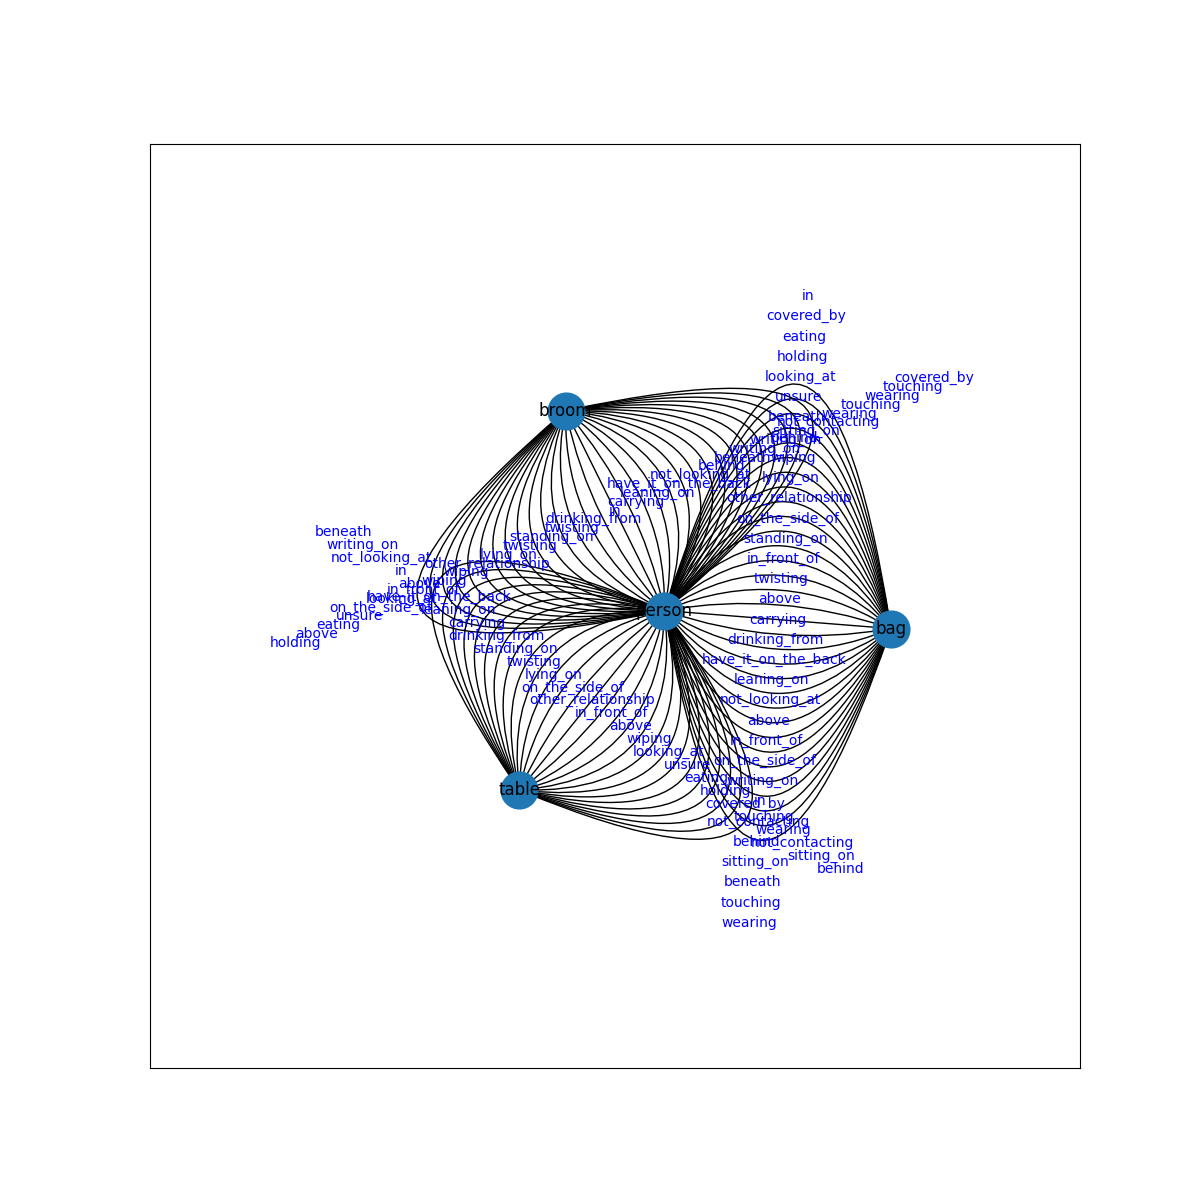 in
covered_by
eating
holding
looking_at
covered_by
touching
unsure
wearing
touching
broom
beneath
wearing
not_contacting
sitting_on
writing_on
writing_on
beneath
wiping
behind
not_looking_at
lying_on
have_it_on_the_back
leaning_on
other_relationship
carrying
in
drinking_from
on_the_side_of
twisting
beneath
standing_on
standing_on
writing_on
twisting
not_looking_at
lying_on
in_front_of
other_relationship
in
wiping
twisting
above
wiping
in_front_of
have_it_on_the_back
looking_at
above
on_the_side_of
leaning_on
person
unsure
carrying
carrying
eating
bag
above
drinking_from
drinking_from
holding
standing_on
twisting
have_it_on_the_back
lying_on
leaning_on
on_the_side_of
other_relationship
not_looking_at
in_front_of
above
above
wiping
in_front_of
looking_at
on_the_side_of
unsure
eating
writing_on
table
holding
in
covered_by
touching
not_contacting
wearing
behind
not_contacting
sitting_on
sitting_on
behind
beneath
touching
wearing